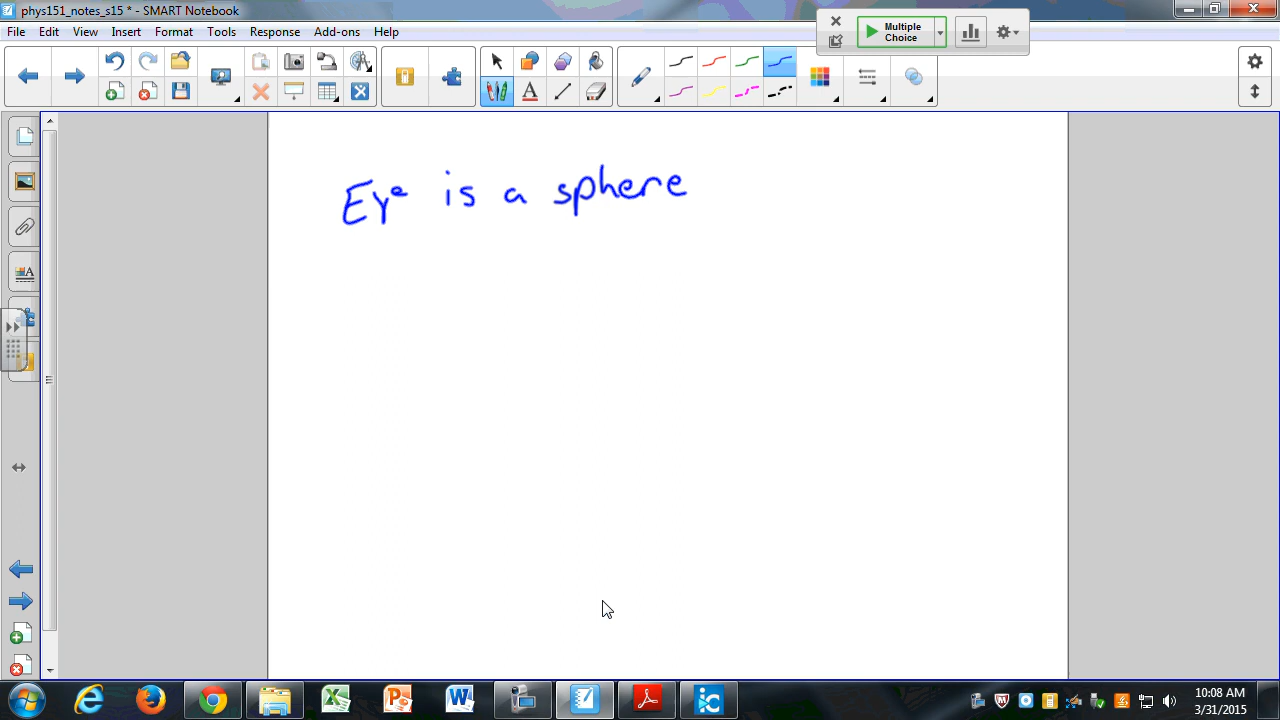 phys151_notes_s15 * - SMART Notebook
File Edit View Insert Format Tools Response Add-ons Help
Multiple
Choice
A
Eye is a sphere
10:08 AM
3/31/2015